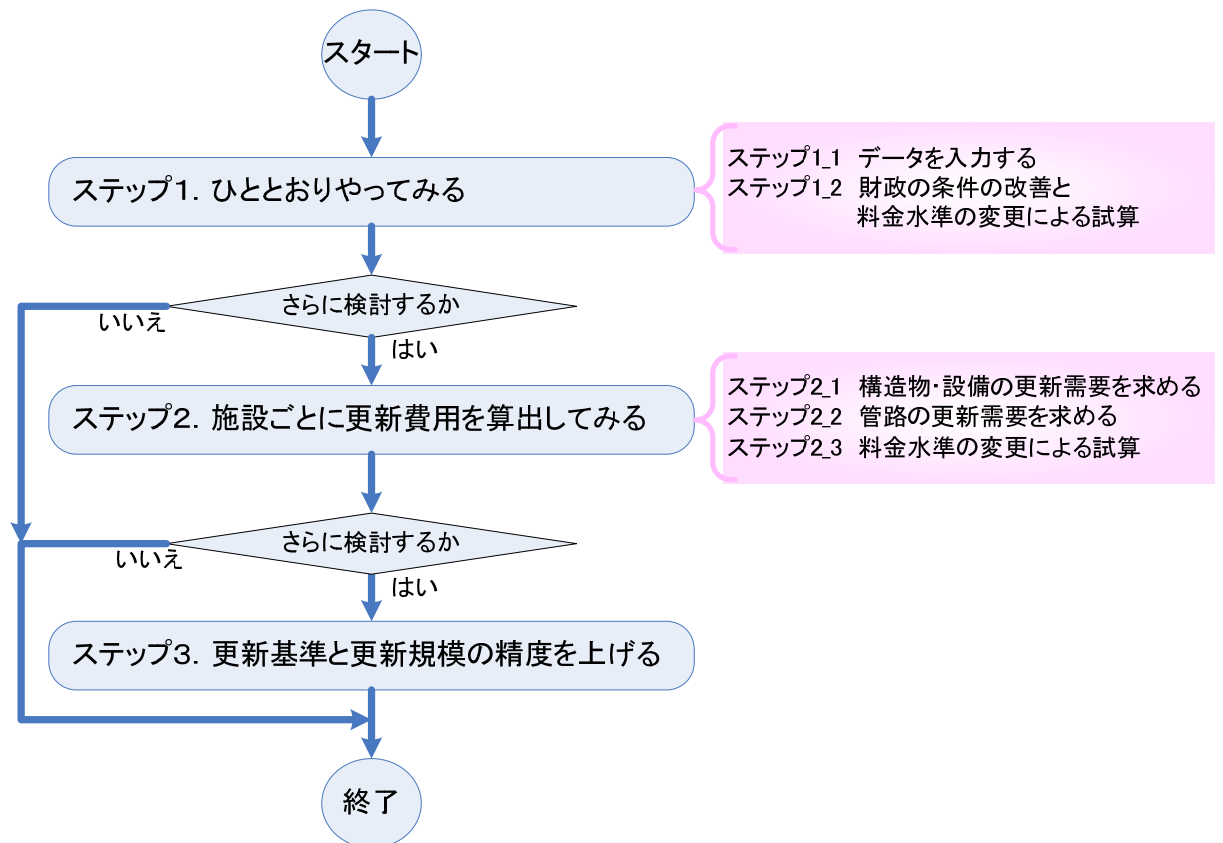 スタート
ステップ１．ひととおりやってみる
ステップ1_1 データを入力する
ステップ1_2 財政の条件の改善と
料金水準の変更による試算
さらに検討するか
いいえ
はい
ステップ２．施設ごとに更新費用を算出してみる
ステップ2_1 構造物・設備の更新需要を求める
ステップ2_2 管路の更新需要を求める
ステップ2_3 料金水準の変更による試算
さらに検討するか
いいえ
はい
ステップ３．更新基準と更新規模の精度を上げる
終了